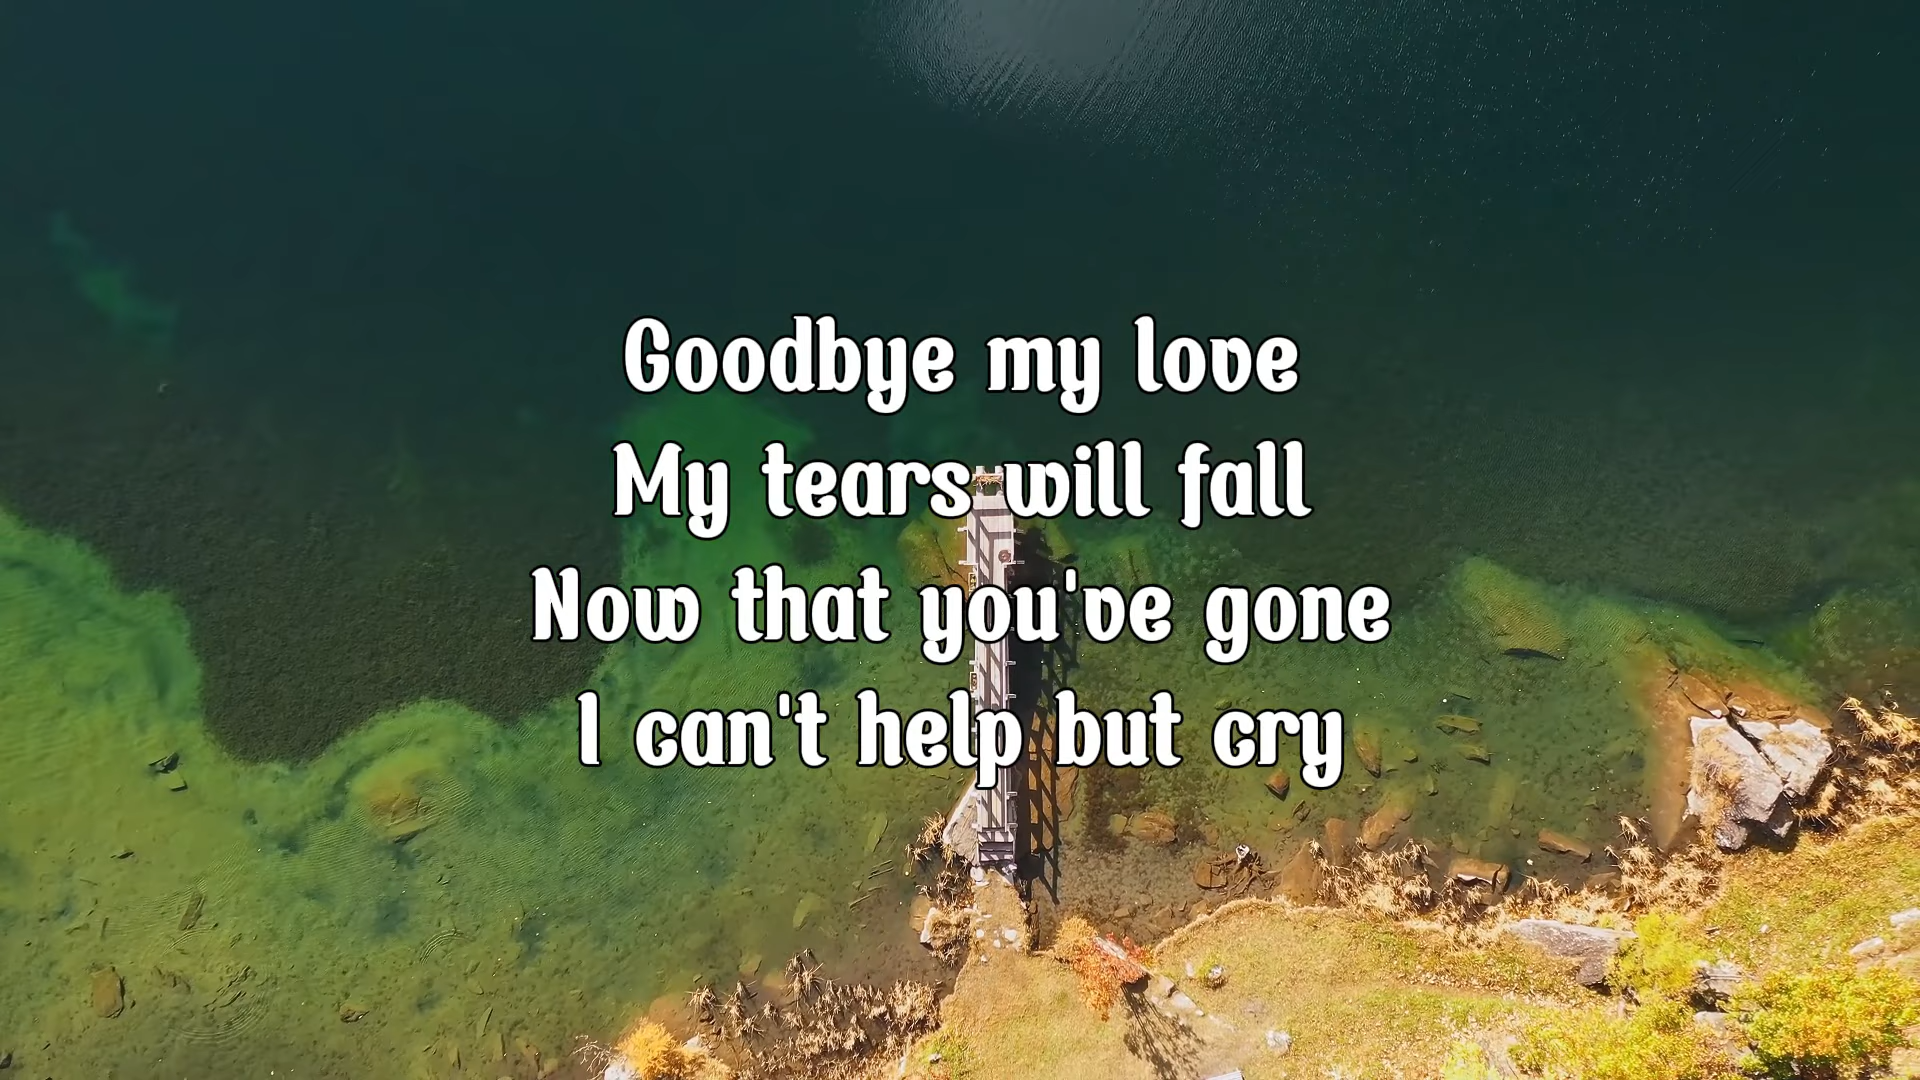 Goodbye my love
My tears will fall
Now that you've gone
I can't help but cry